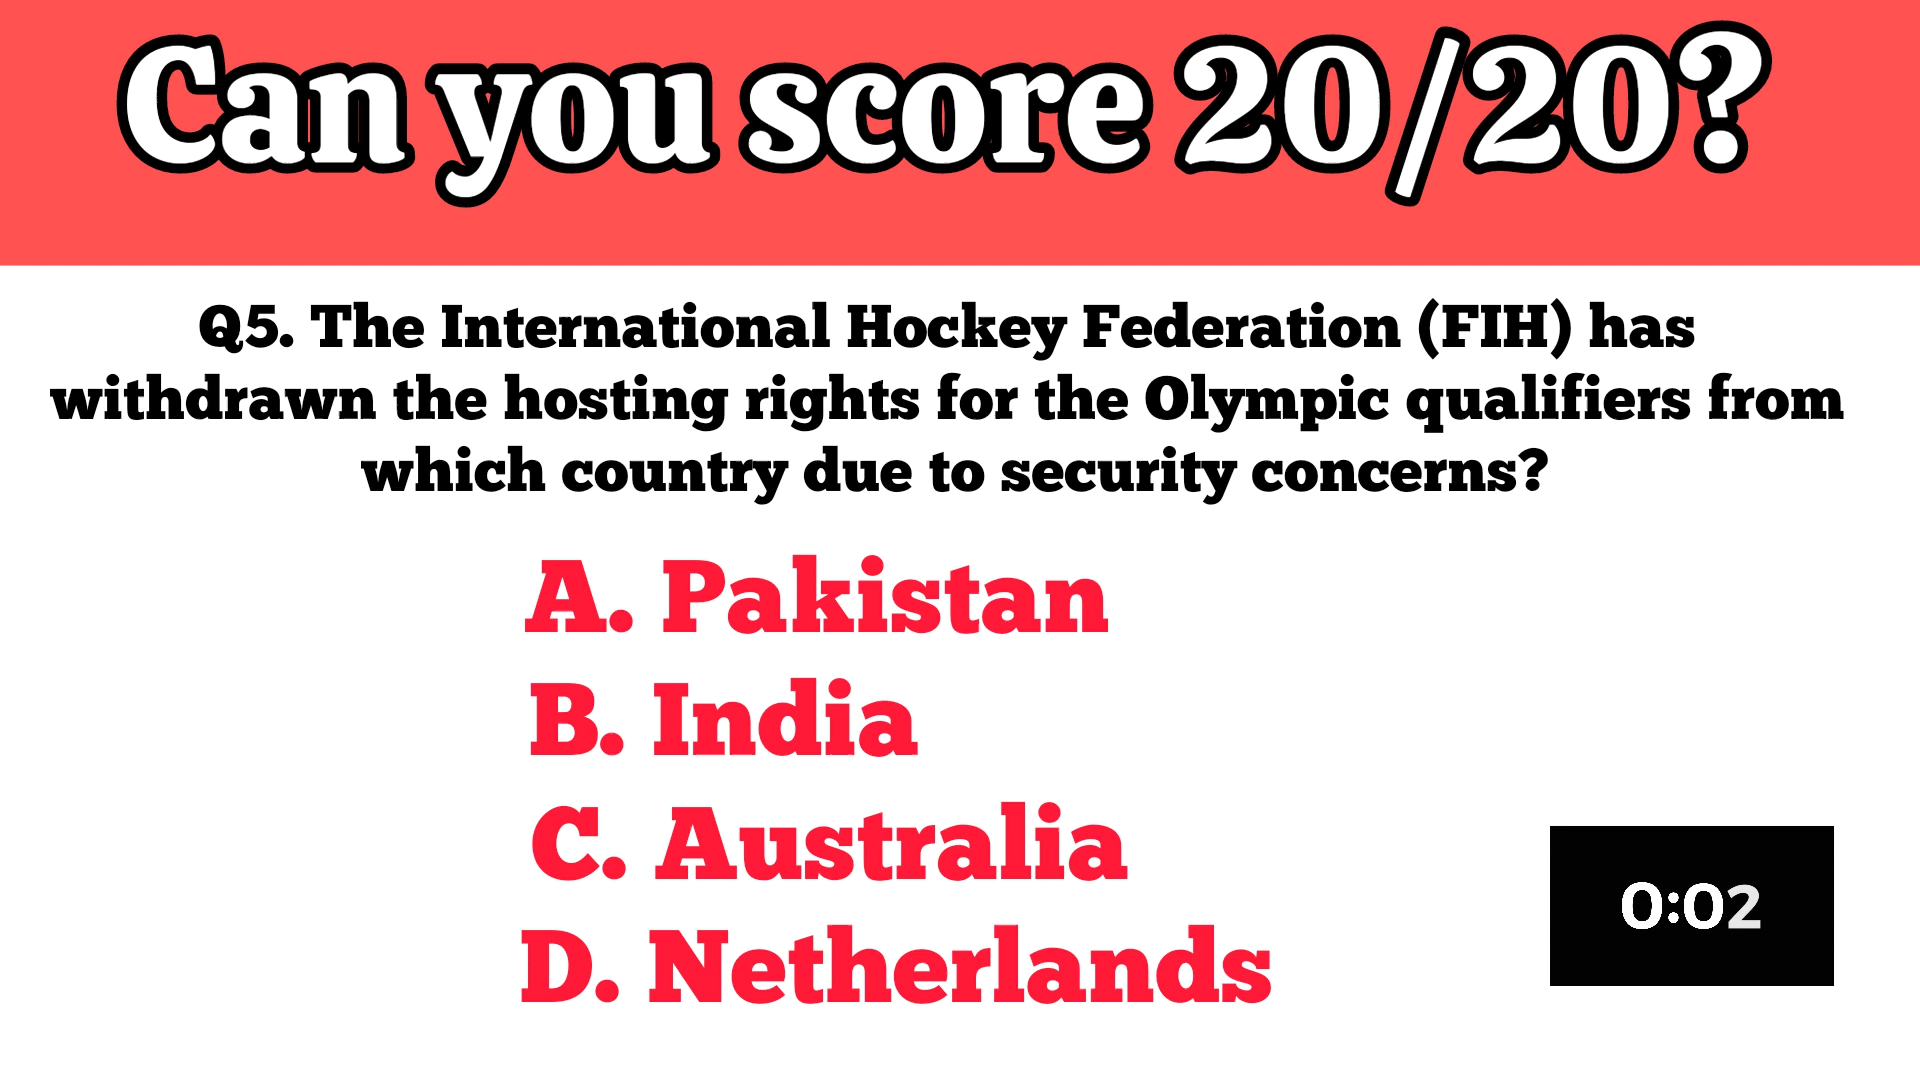 Can you score 20/20?
Q5. The International Hockey Federation (FIH) has
withdrawn the hosting rights for the Olympic qualifiers from
which country due to security concerns?
A. Pakistan
B. India
C. Australia
D. Netherlands
0:02